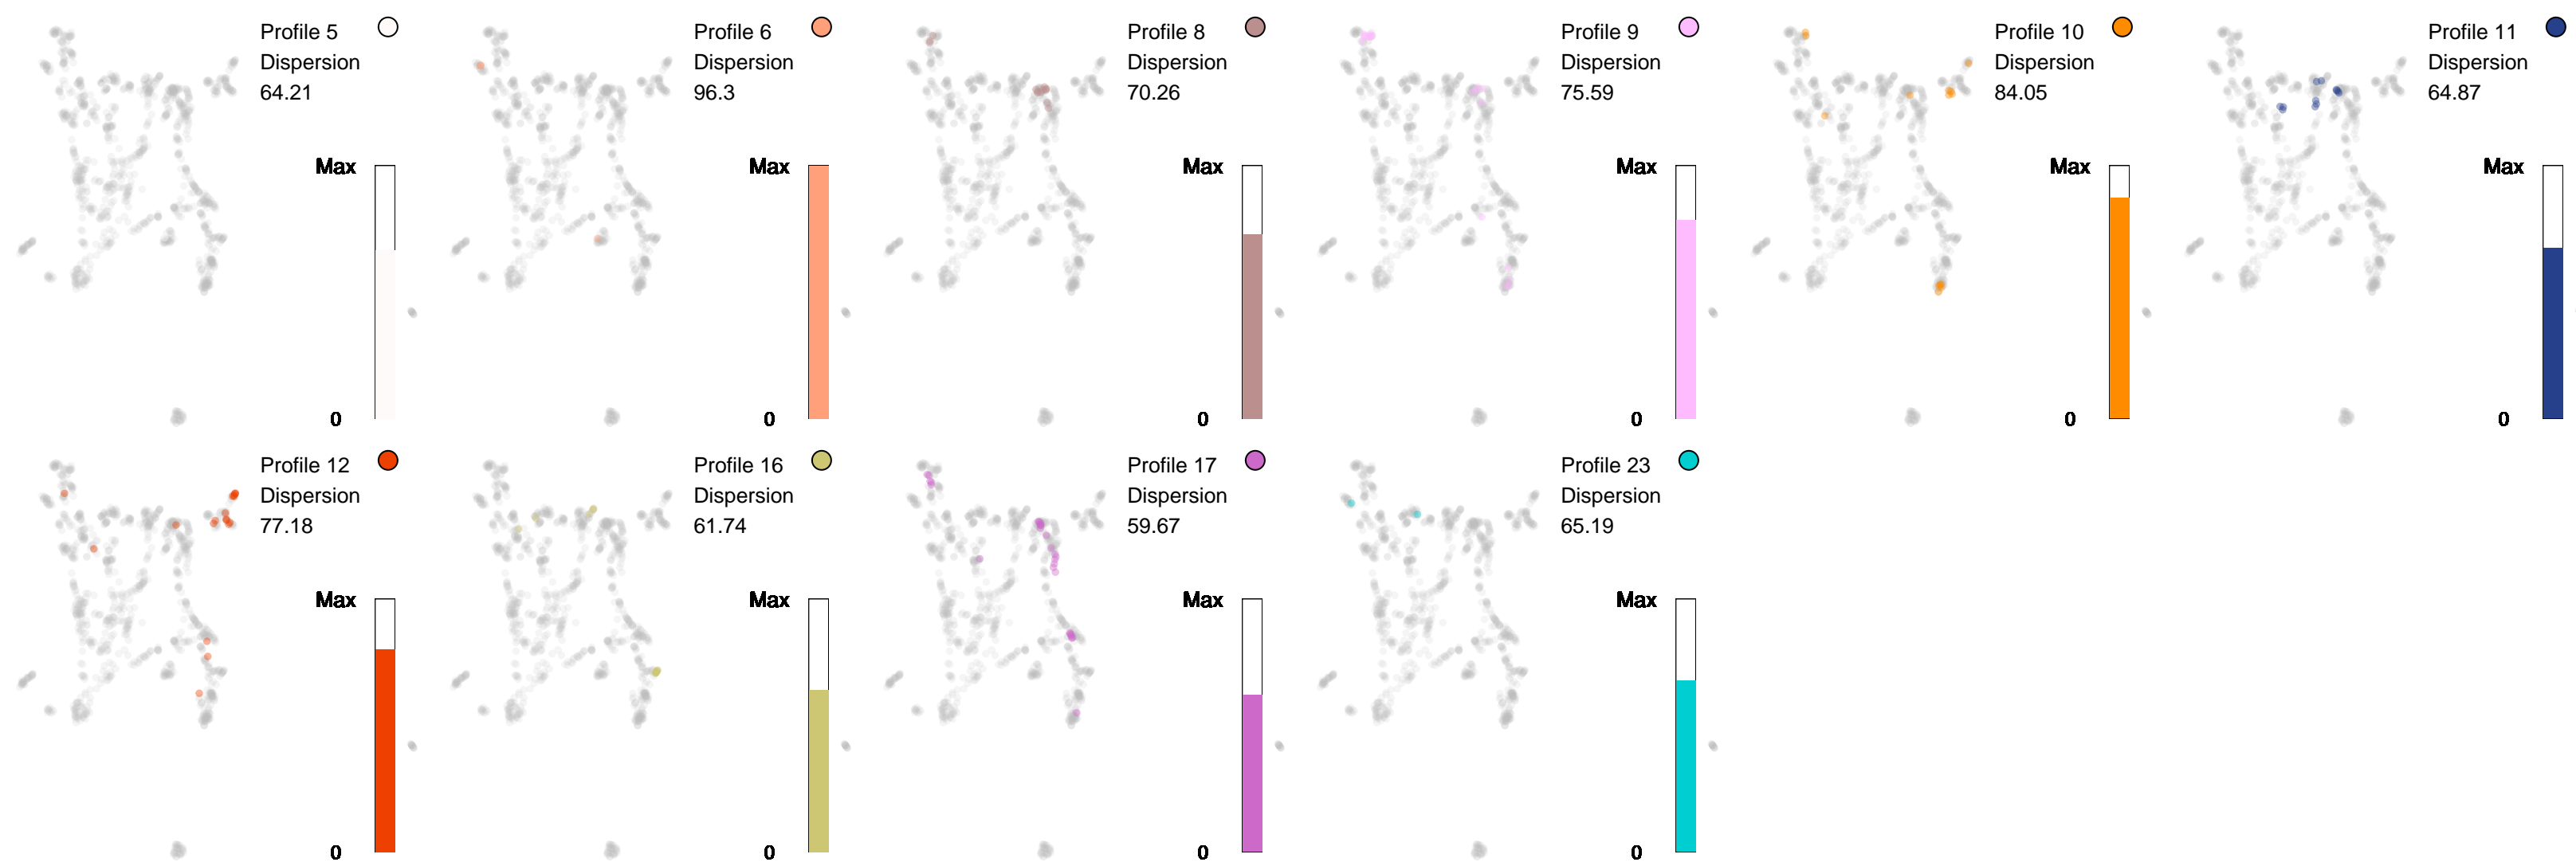 Profile 5
Dispersion
64.21
Max
0
Profile 6
Dispersion
96.3
Max
0
Profile 8
Dispersion
70.26
Max
0
Profile 9
Dispersion
75.59
Max
0
Profile 10
Dispersion
84.05
Max
0
Profile 11
Dispersion
64.87
Max
0
Profile 12
Dispersion
77.18
Max
0
Profile 16
Dispersion
61.74
Max
0
Profile 17
Dispersion
59.67
Max
0
Profile 23
Dispersion
65.19
Max
0